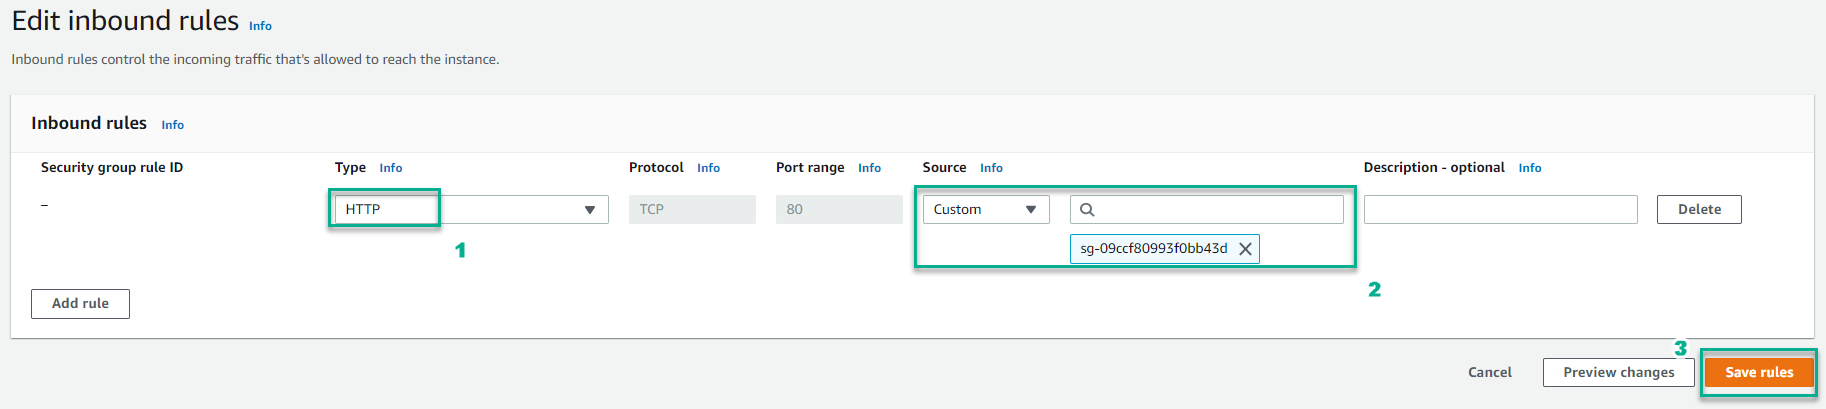 Edit inbound rules Info
Inbound rules control the incoming traffic that's allowed to reach the instance.
Inbound rules Info
Security group rule ID Type Info Protocol Info Port range Info Source Info Description - optional Info
– HTTP TCP 80 Custom Delete
1
sg-09ccf80993f0bb43d
2
Add rule
3
Cancel Preview changes Save rules